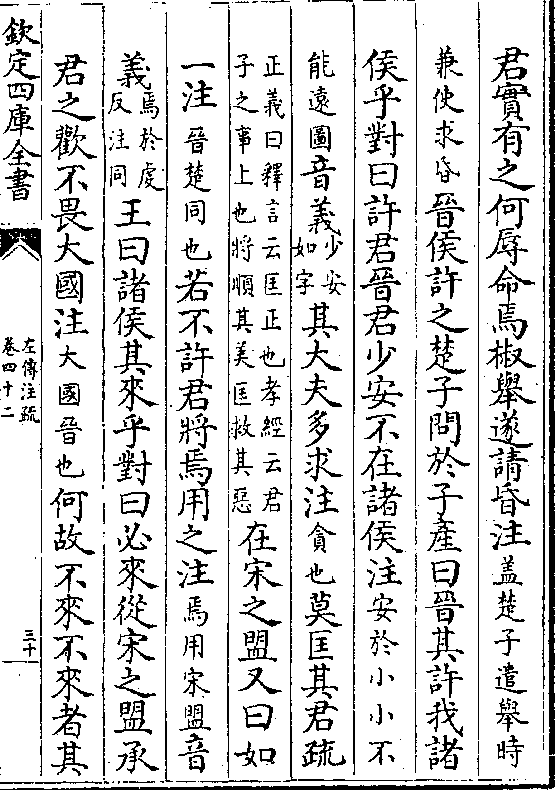 君實有之何辱命焉椒舉遂請昏注蓋楚子遣舉時
兼使求昏晉侯許之楚子問於子產曰晉其許我諸
侯乎對曰許君晉君少安不在諸侯注安於小小不
能遠圖音義少安如字其大夫多求注貪也莫匡其君疏
正義曰釋言云匡正也孝經云君子之事上也將順其美匡救其惡在宋之盟又曰如
一注晉楚同也若不許君將焉用之注焉用宋盟音
義焉於虔反注同王曰諸侯其來乎對曰必來從宋之盟承
君之歡不畏大國注大國晉也何故不來不來者其
欽定四庫全書
左傳注疏
卷四十二
三十